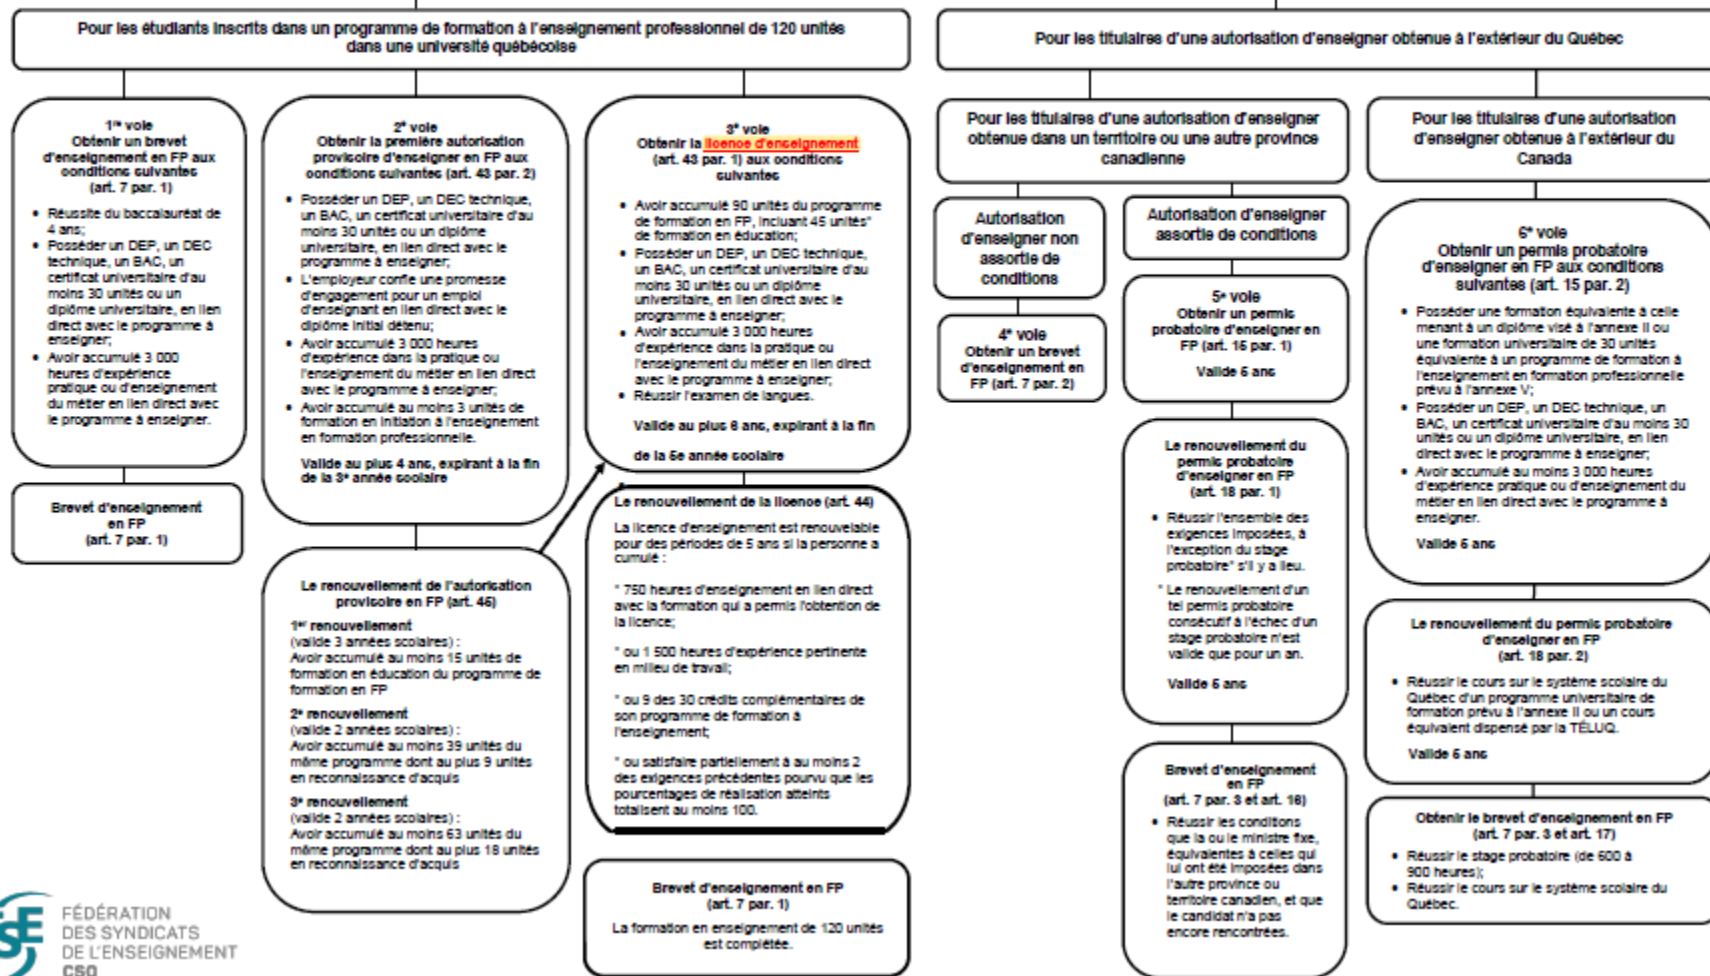 Pour les étudiants inscrits dans un programme de formation à l'enseignement professionnel de 120 unités
dans une université québécoise
1re voie
Obtenir un brevet
d'enseignement en FP aux
conditions suivantes
(art. 7 par. 1)
• Réussite du baccalauréat de
4 ans;
• Posséder un DEP, un DEC
technique, un BAC, un
certificat universitaire d'au
moins 30 unités ou un
diplôme universitaire, en lien
direct avec le programme à
enseigner;
• Avoir accumulé 3 000
heures d'expérience
pratique ou d'enseignement
du métier en lien direct avec
le programme à enseigner.
Brevet d'enseignement
en FP
(art. 7 par. 1)
2e voie
Obtenir la première autorisation
provisoire d'enseigner en FP aux
conditions suivantes (art. 43 par. 2)
• Posséder un DEP, un DEC technique,
un BAC, un certificat universitaire d'au
moins 30 unités ou un diplôme
universitaire, en lien direct avec le
programme à enseigner;
• L'employeur confie une promesse
d'engagement pour un emploi
d'enseignant en lien direct avec le
diplôme initial détenu;
• Avoir accumulé 3 000 heures
d'expérience dans la pratique ou
l'enseignement du métier en lien direct
avec le programme à enseigner;
• Avoir accumulé au moins 3 unités de
formation en initiation à l'enseignement
en formation professionnelle.
Valide au plus 4 ans, expirant à la fin
de la 3e année scolaire
Le renouvellement de l'autorisation
provisoire en FP (art. 45)
1er renouvellement
(valide 3 années scolaires) :
Avoir accumulé au moins 15 unités de
formation en éducation du programme de
formation en FP
2e renouvellement
(valide 2 années scolaires) :
Avoir accumulé au moins 39 unités du
même programme dont au plus 9 unités
en reconnaissance d'acquis
3e renouvellement
(valide 2 années scolaires) :
Avoir accumulé au moins 63 unités du
même programme dont au plus 18 unités
en reconnaissance d'acquis
3e voie
Obtenir la licence d'enseignement
(art. 43 par. 1) aux conditions
suivantes
• Avoir accumulé 90 unités du programme
de formation en FP, incluant 45 unités*
de formation en éducation;
• Posséder un DEP, un DEC technique,
un BAC, un certificat universitaire d'au
moins 30 unités ou un diplôme
universitaire, en lien direct avec le
programme à enseigner;
• Avoir accumulé 3 000 heures
d'expérience dans la pratique ou
l'enseignement du métier en lien direct
avec le programme à enseigner;
• Réussir l'examen de langues.
Valide au plus 6 ans, expirant à la fin
de la 5e année scolaire
Le renouvellement de la licence (art. 44)
La licence d'enseignement est renouvelable
pour des périodes de 5 ans si la personne a
cumulé :
* 750 heures d'enseignement en lien direct
avec la formation qui a permis l'obtention de
la licence;
* ou 1 500 heures d'expérience pertinente
en milieu de travail;
* ou 9 des 30 crédits complémentaires de
son programme de formation à
l'enseignement;
* ou satisfaire partiellement à au moins 2
des exigences précédentes pourvu que les
pourcentages de réalisation atteints
totalisent au moins 100.
Brevet d'enseignement en FP
(art. 7 par. 1)
La formation en enseignement de 120 unités
est complétée.
Pour les titulaires d'une autorisation d'enseigner obtenue à l'extérieur du Québec
Pour les titulaires d'une autorisation d'enseigner
obtenue dans un territoire ou une autre province
canadienne
Autorisation
d'enseigner non
assortie de
conditions
4e voie
Obtenir un brevet
d'enseignement en
FP (art. 7 par. 2)
Autorisation d'enseigner
assortie de conditions
5e voie
Obtenir un permis
probatoire d'enseigner en
FP (art. 15 par. 1)
Valide 5 ans
Le renouvellement du
permis probatoire
d'enseigner en FP
(art. 18 par. 1)
• Réussir l'ensemble des
exigences imposées, à
l'exception du stage
probatoire* s'il y a lieu.
* Le renouvellement d'un
tel permis probatoire
consécutif à l'échec d'un
stage probatoire n'est
valide que pour un an.
Valide 5 ans
Brevet d'enseignement
en FP
(art. 7 par. 3 et art. 16)
• Réussir les conditions
que la ou le ministre fixe,
équivalentes à celles qui
lui ont été imposées dans
l'autre province ou
territoire canadien, et que
le candidat n'a pas
encore rencontrées.
Pour les titulaires d'une autorisation
d'enseigner obtenue à l'extérieur du
Canada
6e voie
Obtenir un permis probatoire
d'enseigner en FP aux conditions
suivantes (art. 15 par. 2)
• Posséder une formation équivalente à celle
menant à un diplôme visé à l'annexe II ou
une formation universitaire de 30 unités
équivalente à un programme de formation à
l'enseignement en formation professionnelle
prévu à l'annexe V;
• Posséder un DEP, un DEC technique, un
BAC, un certificat universitaire d'au moins 30
unités ou un diplôme universitaire, en lien
direct avec le programme à enseigner;
• Avoir accumulé au moins 3 000 heures
d'expérience pratique ou d'enseignement du
métier en lien direct avec le programme à
enseigner.
Valide 5 ans
Le renouvellement du permis probatoire
d'enseigner en FP
(art. 18 par. 2)
• Réussir le cours sur le système scolaire du
Québec d'un programme universitaire de
formation prévu à l'annexe II ou un cours
équivalent dispensé par la TÉLUQ.
Valide 5 ans
Obtenir le brevet d'enseignement en FP
(art. 7 par. 3 et art. 17)
• Réussir le stage probatoire (de 600 à
900 heures);
• Réussir le cours sur le système scolaire du
Québec.
FSE
FÉDÉRATION
DES SYNDICATS
DE L'ENSEIGNEMENT
CSQ